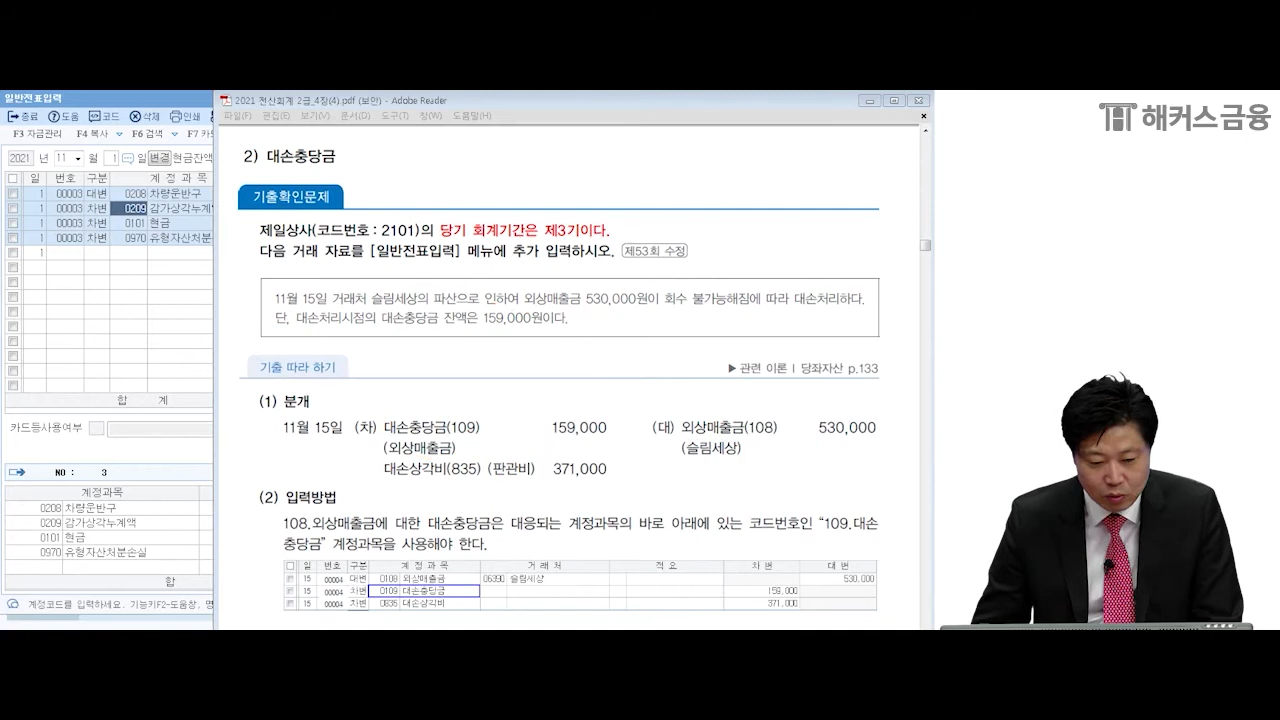 해커스금융
일반전표입력
종료 도움 코드 삭제 인쇄
F3 자금관리 F4 복사 F6 검색 F7 카드
2021 년 11 월 1 일 변경 현금잔액
일 번호 구분 계 정 과 목
1 00003 대변 0208 차량운반구
1 00003 차변 0209 감가상각누계
1 00003 차변 0101 현금
1 00003 차변 0970 유형자산처분
1
합 계
카드등사용여부
NO : 3
계정과목
0208 차량운반구
0209 감가상각누계액
0101 현금
0970 유형자산처분손실
합
계정코드를 입력하세요. 기능키F2-도움상, 명
2021 전산회계 2급_4장(4).pdf (보안) - Adobe Reader
파일(F) 편집(E) 보기(V) 문서(D) 도구(T) 창(W) 도움말(H)
2) 대손충당금
기출확인문제
제일상사(코드번호 : 2101)의 당기 회계기간은 제3기이다.
다음 거래 자료를 [일반전표입력] 메뉴에 추가 입력하시오. 제53회 수정
11월 15일 거래처 슬림세상의 파산으로 인하여 외상매출금 530,000원이 회수 불가능해짐에 따라 대손처리하다.
단, 대손처리시점의 대손충당금 잔액은 159,000원이다.
기출 따라 하기
▶ 관련 이론 | 당좌자산 p.133
(1) 분개
11월 15일 (차) 대손충당금(109) 159,000 (대) 외상매출금(108) 530,000
(외상매출금) (슬림세상)
대손상각비(835) (판관비) 371,000
(2) 입력방법
108.외상매출금에 대한 대손충당금은 대응되는 계정과목의 바로 아래에 있는 코드번호인 “109.대손
충당금” 계정과목을 사용해야 한다.
일 번호 구분 계 정 과 목 거 래 처 적 요 차 변 대 변
15 00004 대변 0108 외상매출금 06390 슬림세상 530,000
15 00004 차변 0109 대손충당금 159,000
15 00004 차변 0835 대손상각비 371,000